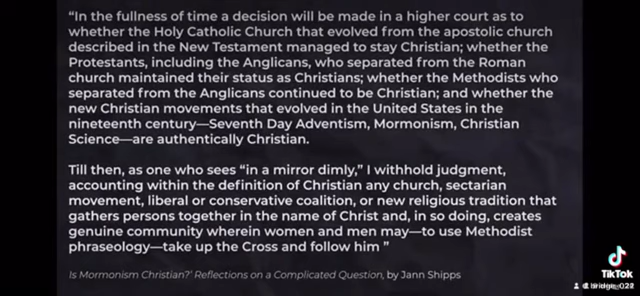 “In the fullness of time a decision will be made in a higher court as to
whether the Holy Catholic Church that evolved from the apostolic church
described in the New Testament managed to stay Christian; whether the
Protestants, including the Anglicans, who separated from the Roman
church maintained their status as Christians; whether the Methodists who
separated from the Anglicans continued to be Christian; and whether the
new Christian movements that evolved in the United States in the
nineteenth century—Seventh Day Adventism, Mormonism, Christian
Science—are authentically Christian.
Till then, as one who sees “in a mirror dimly,” I withhold judgment,
accounting within the definition of Christian any church, sectarian
movement, liberal or conservative coalition, or new religious tradition that
gathers persons together in the name of Christ and, in so doing, creates
genuine community wherein women and men may—to use Methodist
phraseology—take up the Cross and follow him ”
Is Mormonism Christian?’ Reflections on a Complicated Question, by Jann Shipps
TikTok